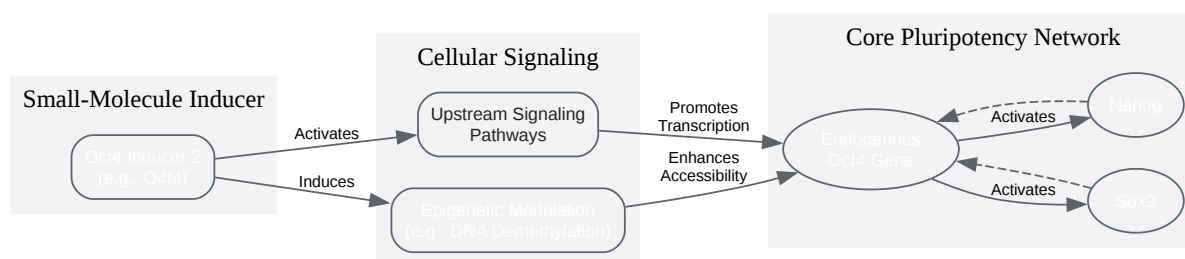 Small-Molecule Inducer
Oct4 Inducer 2
(e.g., O4I4)
Activates
Induces
Cellular Signaling
Upstream Signaling
Pathways
Epigenetic Modulation
(e.g., DNA Demethylation)
Promotes
Transcription
Enhances
Accessibility
Core Pluripotency Network
Endogenous
Oct4 Gene
Activates
Activates
Nanog
Sox2